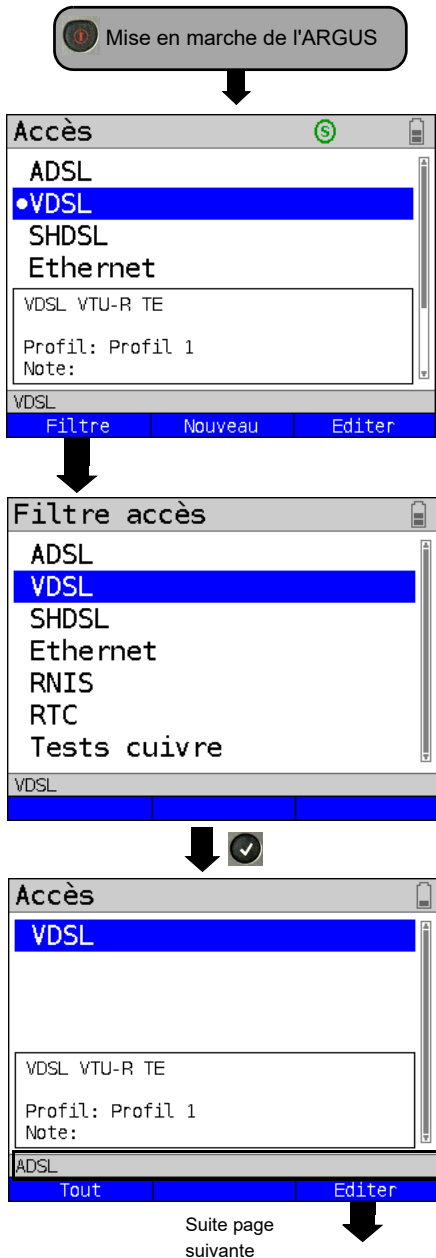 Mise en marche de l'ARGUS
Accès
S
ADSL
•VDSL
SHDSL
Ethernet
VDSL VTU-R TE
Profil: Profil 1
Note:
VDSL
Filtre Nouveau Editer
Filtre accès
ADSL
VDSL
SHDSL
Ethernet
RNIS
RTC
Tests cuivre
VDSL
Accès
VDSL
VDSL VTU-R TE
Profil: Profil 1
Note:
ADSL
Tout Editer
Suite page
suivante